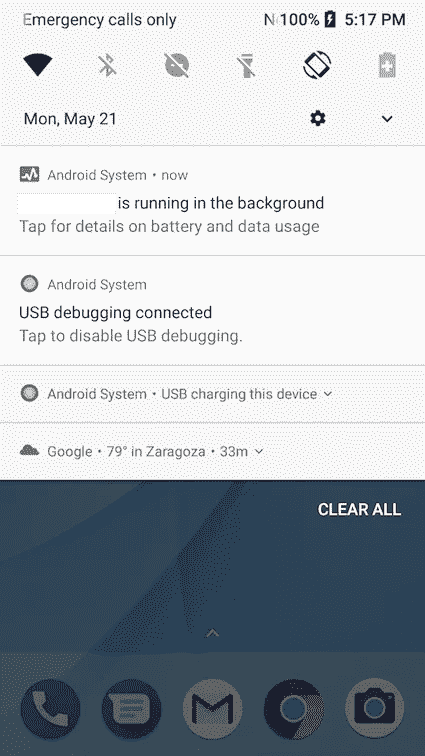 Emergency calls only 100% 5:17 PM
Mon, May 21
Android System • now
is running in the background
Tap for details on battery and data usage
Android System
USB debugging connected
Tap to disable USB debugging.
Android System • USB charging this device
Google • 79° in Zaragoza • 33m
CLEAR ALL